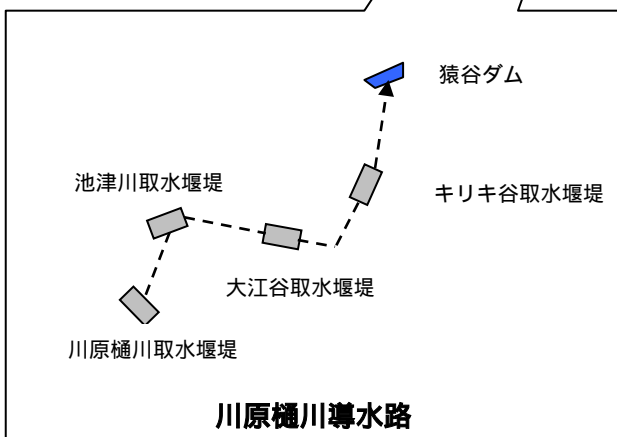 猿谷ダム
池津川取水堰堤
キリキ谷取水堰堤
大江谷取水堰堤
川原樋川取水堰堤
川原樋川導水路